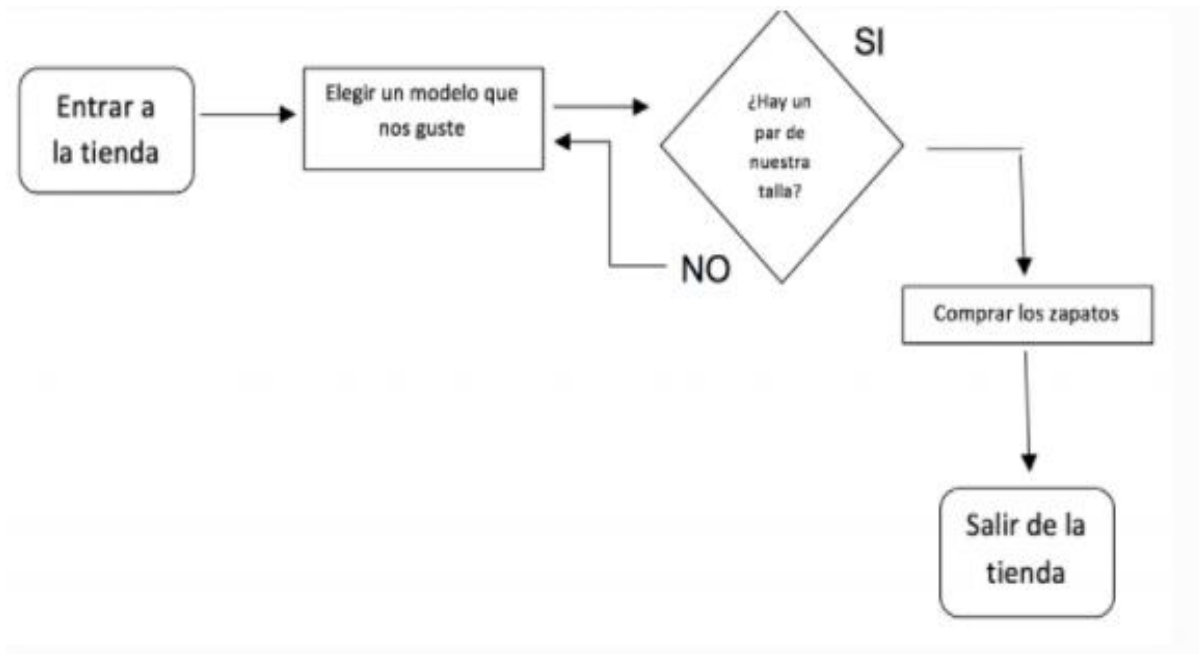 Entrar a
la tienda
Elegir un modelo que
nos guste
¿Hay un
par de
nuestra
talla?
SI
NO
Comprar los zapatos
Salir de la
tienda